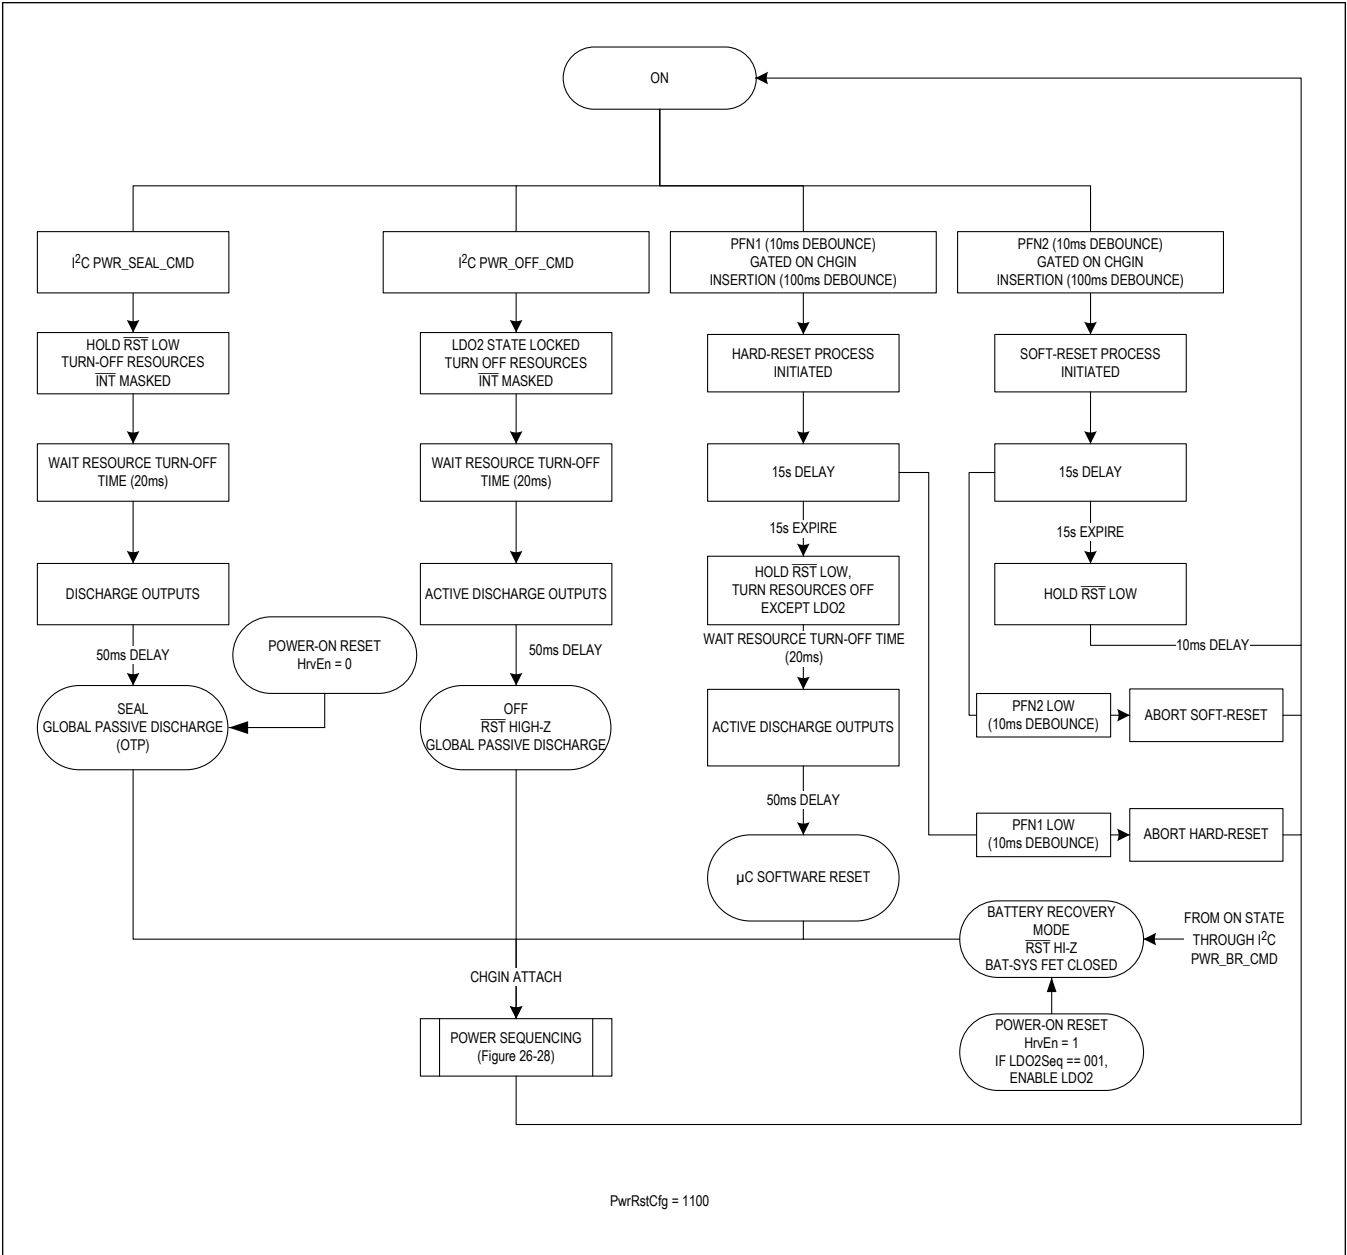 ON
I²C PWR_SEAL_CMD
I²C PWR_OFF_CMD
PFN1 (10ms DEBOUNCE)
GATED ON CHGIN
INSERTION (100ms DEBOUNCE)
PFN2 (10ms DEBOUNCE)
GATED ON CHGIN
INSERTION (100ms DEBOUNCE)
HOLD R̅S̅T̅ LOW
TURN-OFF RESOURCES
I̅N̅T̅ MASKED
LDO2 STATE LOCKED
TURN OFF RESOURCES
I̅N̅T̅ MASKED
HARD-RESET PROCESS
INITIATED
SOFT-RESET PROCESS
INITIATED
WAIT RESOURCE TURN-OFF
TIME (20ms)
WAIT RESOURCE TURN-OFF
TIME (20ms)
15s DELAY
15s DELAY
15s EXPIRE
15s EXPIRE
DISCHARGE OUTPUTS
ACTIVE DISCHARGE OUTPUTS
HOLD R̅S̅T̅ LOW,
TURN RESOURCES OFF
EXCEPT LDO2
HOLD R̅S̅T̅ LOW
50ms DELAY
POWER-ON RESET
HrvEn = 0
50ms DELAY
WAIT RESOURCE TURN-OFF TIME
(20ms)
10ms DELAY
SEAL
GLOBAL PASSIVE DISCHARGE
(OTP)
OFF
R̅S̅T̅ HIGH-Z
GLOBAL PASSIVE DISCHARGE
ACTIVE DISCHARGE OUTPUTS
PFN2 LOW
(10ms DEBOUNCE)
ABORT SOFT-RESET
50ms DELAY
PFN1 LOW
(10ms DEBOUNCE)
ABORT HARD-RESET
µC SOFTWARE RESET
BATTERY RECOVERY
MODE
R̅S̅T̅ HI-Z
BAT-SYS FET CLOSED
FROM ON STATE
THROUGH I²C
PWR_BR_CMD
CHGIN ATTACH
POWER SEQUENCING
(Figure 26-28)
POWER-ON RESET
HrvEn = 1
IF LDO2Seq == 001,
ENABLE LDO2
PwrRstCfg = 1100